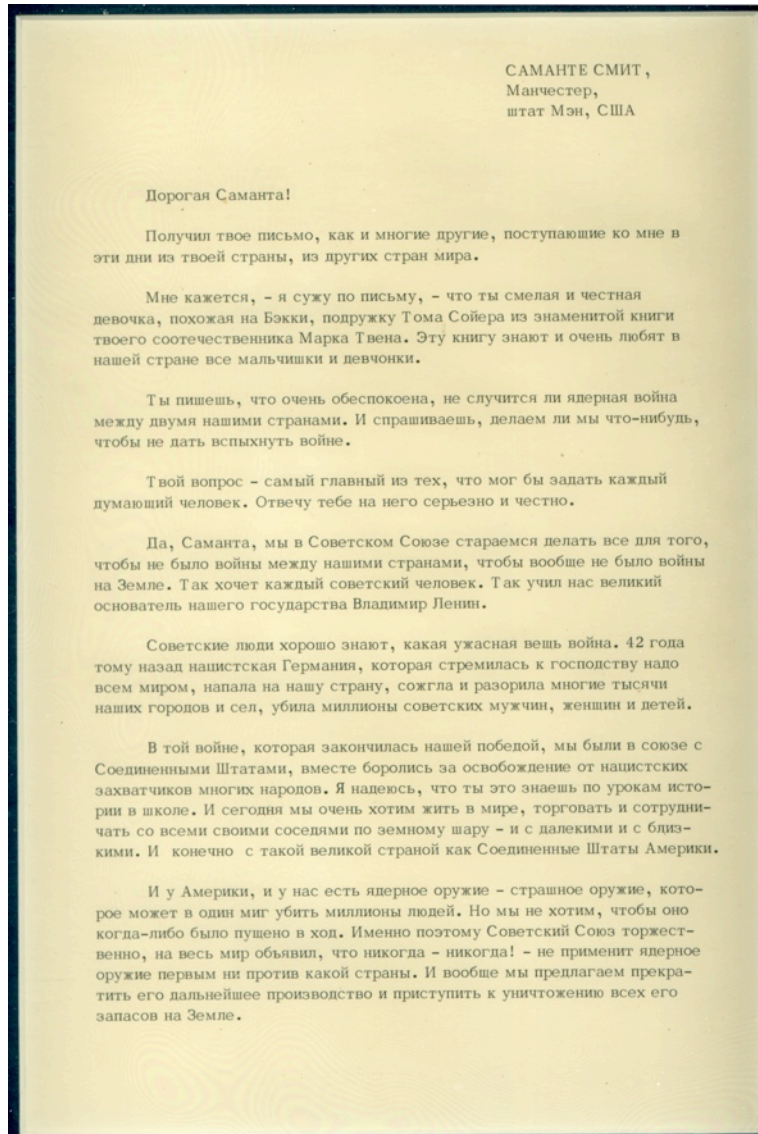 САМАНТЕ СМИТ,
Манчестер,
штат Мэн, США
Дорогая Саманта!
Получил твое письмо, как и многие другие, поступающие ко мне в
эти дни из твоей страны, из других стран мира.
Мне кажется, - я сужу по письму, - что ты смелая и честная
девочка, похожая на Бэкки, подружку Тома Сойера из знаменитой книги
твоего соотечественника Марка Твена. Эту книгу знают и очень любят в
нашей стране все мальчишки и девчонки.
Ты пишешь, что очень обеспокоена, не случится ли ядерная война
между двумя нашими странами. И спрашиваешь, делаем ли мы что-нибудь,
чтобы не дать вспыхнуть войне.
Твой вопрос - самый главный из тех, что мог бы задать каждый
думающий человек. Отвечу тебе на него серьезно и честно.
Да, Саманта, мы в Советском Союзе стараемся делать все для того,
чтобы не было войны между нашими странами, чтобы вообще не было войны
на Земле. Так хочет каждый советский человек. Так учил нас великий
основатель нашего государства Владимир Ленин.
Советские люди хорошо знают, какая ужасная вещь война. 42 года
тому назад нацистская Германия, которая стремилась к господству надо
всем миром, напала на нашу страну, сожгла и разорила многие тысячи
наших городов и сел, убила миллионы советских мужчин, женщин и детей.
В той войне, которая закончилась нашей победой, мы были в союзе с
Соединенными Штатами, вместе боролись за освобождение от нацистских
захватчиков многих народов. Я надеюсь, что ты это знаешь по урокам исто-
рии в школе. И сегодня мы очень хотим жить в мире, торговать и сотрудни-
чать со всеми своими соседями по земному шару - и с далекими и с близ-
кими. И конечно с такой великой страной как Соединенные Штаты Америки.
И у Америки, и у нас есть ядерное оружие - страшное оружие, кото-
рое может в один миг убить миллионы людей. Но мы не хотим, чтобы оно
когда-либо было пущено в ход. Именно поэтому Советский Союз торжест-
венно, на весь мир объявил, что никогда - никогда! - не применит ядерное
оружие первым ни против какой страны. И вообще мы предлагаем прекра-
тить его дальнейшее производство и приступить к уничтожению всех его
запасов на Земле.